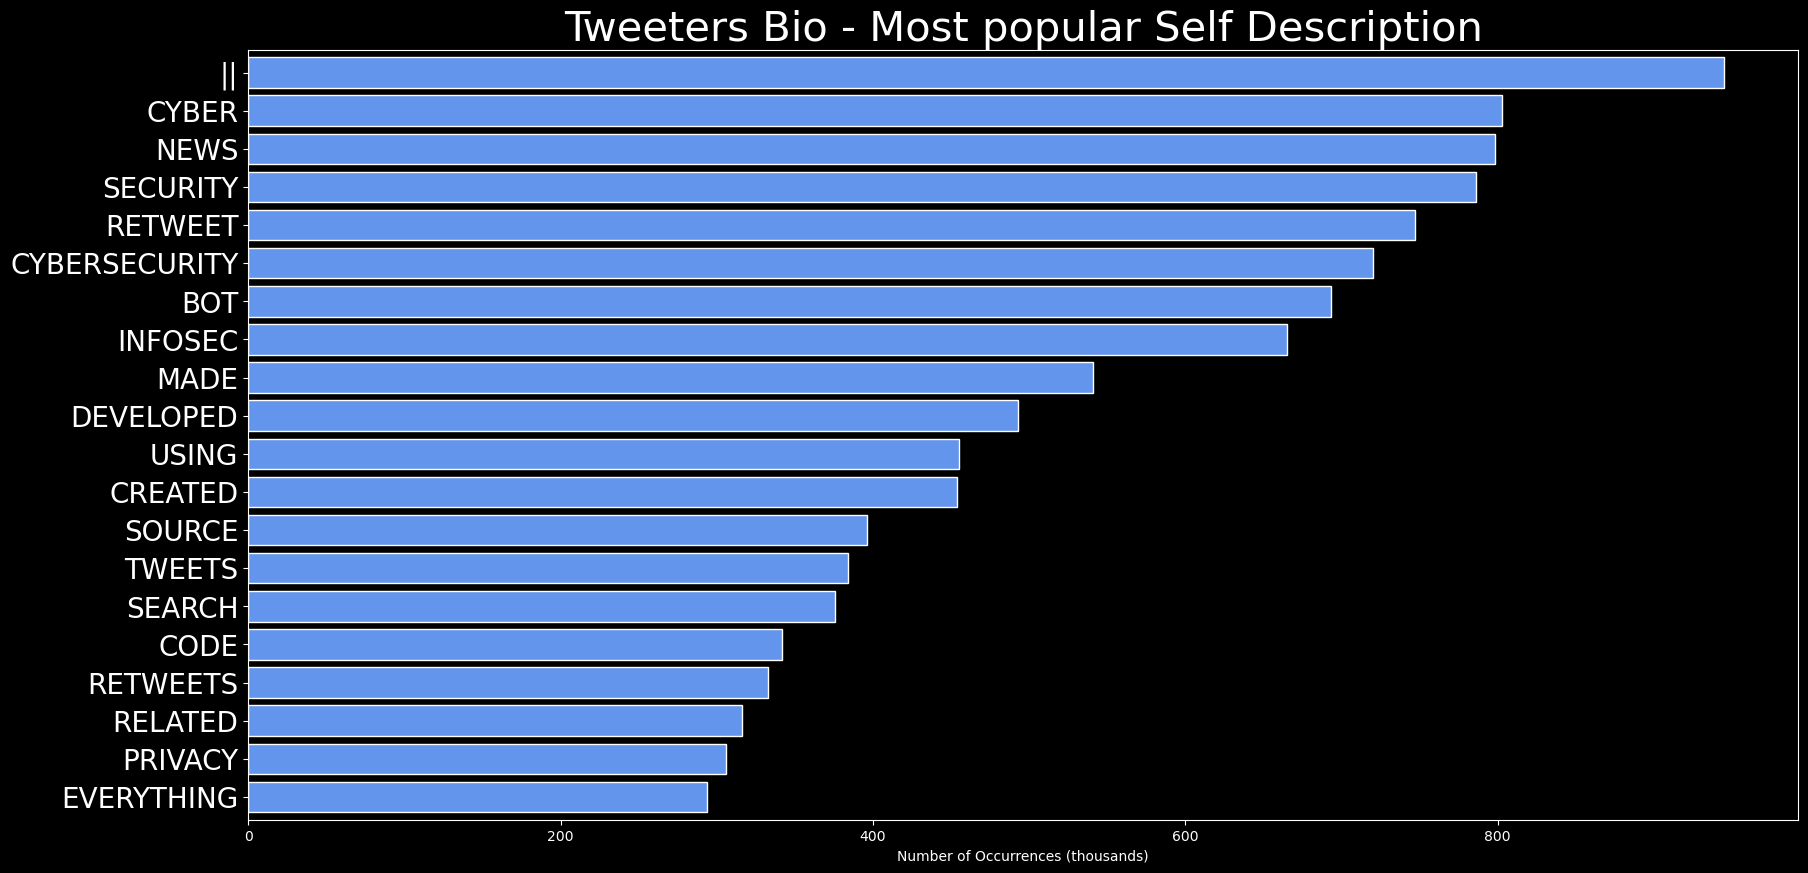 Tweeters Bio - Most popular Self Description
||
CYBER
NEWS
SECURITY
RETWEET
CYBERSECURITY
BOT
INFOSEC
MADE
DEVELOPED
USING
CREATED
SOURCE
TWEETS
SEARCH
CODE
RETWEETS
RELATED
PRIVACY
EVERYTHING
0 200 400 600 800
Number of Occurrences (thousands)